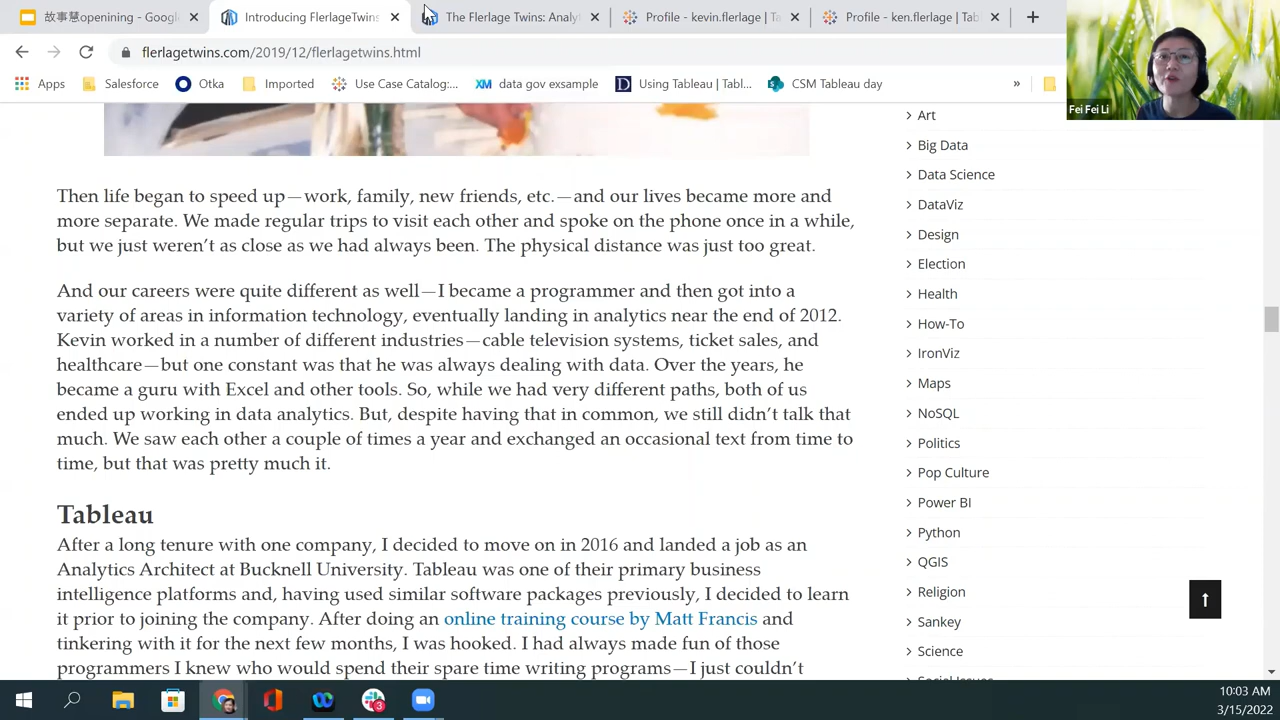 故事慧openining - Google
Introducing FlerlageTwins
The Flerlage Twins: Analy
Profile - kevin.flerlage | Ta
Profile - ken.flerlage | Tab
flerlagetwins.com/2019/12/flerlagetwins.html
Apps
Salesforce
Otka
Imported
Use Case Catalog:...
data gov exsample
Using Tableau | Tabl...
CSM Tableau day
»
Fei Fei Li
Then life began to speed up—work, family, new friends, etc.—and our lives became more and
more separate. We made regular trips to visit each other and spoke on the phone once in a while,
but we just weren't as close as we had always been. The physical distance was just too great.
And our careers were quite different as well—I became a programmer and then got into a
variety of areas in information technology, eventually landing in analytics near the end of 2012.
Kevin worked in a number of different industries—cable television systems, ticket sales, and
healthcare—but one constant was that he was always dealing with data. Over the years, he
became a guru with Excel and other tools. So, while we had very different paths, both of us
ended up working in data analytics. But, despite having that in common, we still didn't talk that
much. We saw each other a couple of times a year and exchanged an occasional text from time to
time, but that was pretty much it.
Tableau
After a long tenure with one company, I decided to move on in 2016 and landed a job as an
Analytics Architect at Bucknell University. Tableau was one of their primary business
intelligence platforms and, having used similar software packages previously, I decided to learn
it prior to joining the company. After doing an online training course by Matt Francis and
tinkering with it for the next few months, I was hooked. I had always made fun of those
programmers I knew who would spend their spare time writing programs—I just couldn't
Art
Big Data
Data Science
DataViz
Design
Election
Health
How-To
IronViz
Maps
NoSQL
Politics
Pop Culture
Power BI
Python
QGIS
Religion
Sankey
Science
Social Issues
10:03 AM
3/15/2022